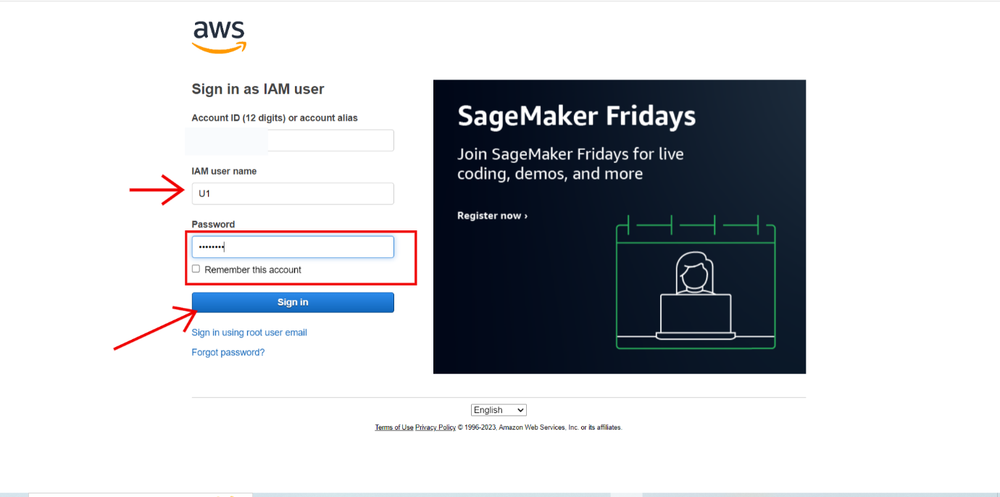 aws
Sign in as IAM user
Account ID (12 digits) or account alias
IAM user name
U1
Password
••••••••
Remember this account
Sign in
Sign in using root user email
Forgot password?
SageMaker Fridays
Join SageMaker Fridays for live
coding, demos, and more
Register now ›
English
Terms of Use Privacy Policy © 1996-2023, Amazon Web Services, Inc. or its affiliates.